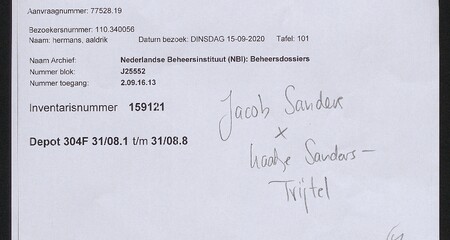 Aanvraagnummer: 77528.19
Bezoekersnummer: 110.340056
Naam: hermans, aaldrik Datum bezoek: DINSDAG 15-09-2020 Tafel: 101
Naam Archief: Nederlandse Beheersinstituut (NBI): Beheersdossiers
Nummer blok: J25552
Nummer toegang: 2.09.16.13
Inventarisnummer 159121
Depot 304F 31/08.1 t/m 31/08.8
Jacob Sanders
x
Sanders-
Trijtel